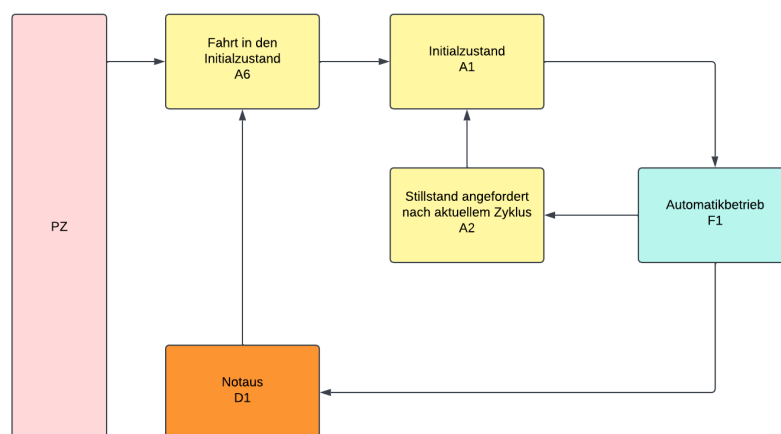 Fahrt in den
Initialzustand
A6
Initialzustand
A1
PZ
Stillstand angefordert
nach aktuellem Zyklus
A2
Automatikbetrieb
F1
Notaus
D1